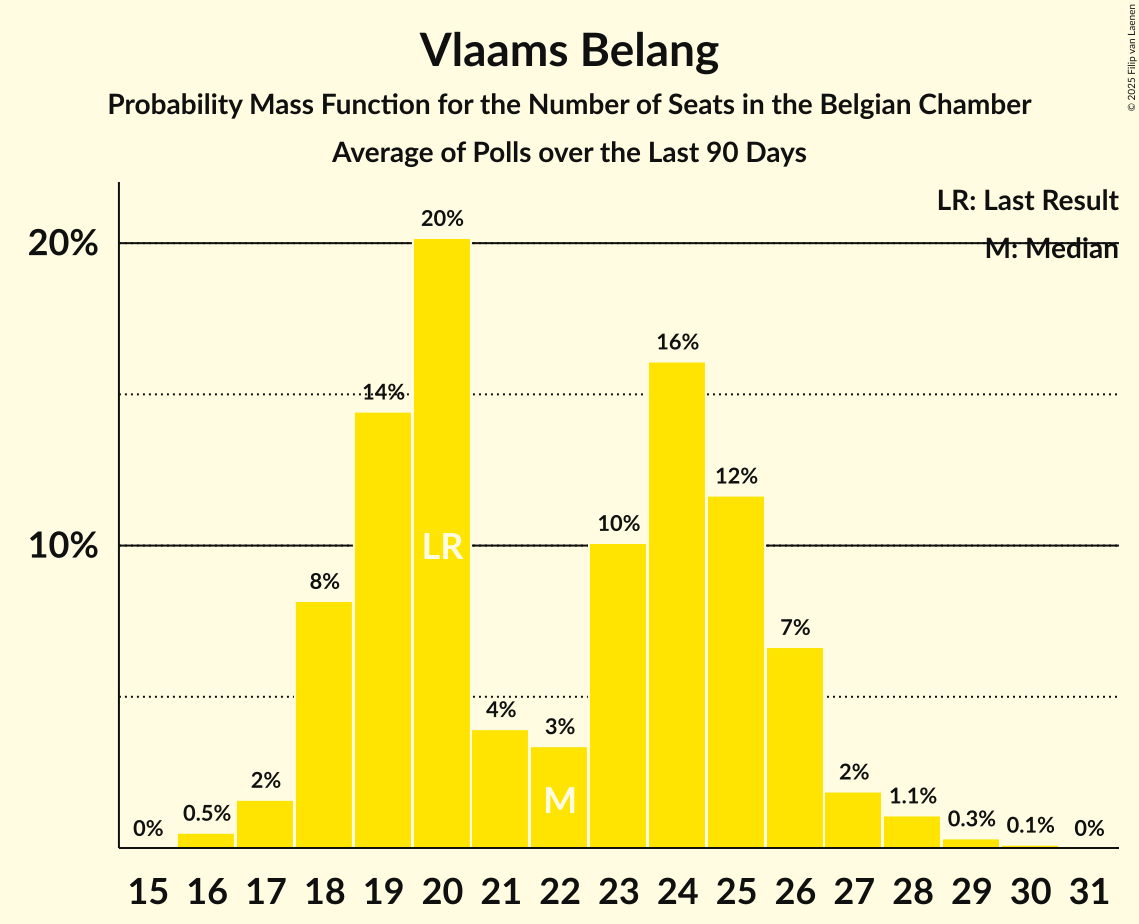 Vlaams Belang
Probability Mass Function for the Number of Seats in the Belgian Chamber
Average of Polls over the Last 90 Days
© 2025 Filip van Laenen
LR: Last Result
M: Median
20%
10%
0%
0.5%
2%
8%
14%
20%
4%
3%
10%
16%
12%
7%
2%
1.1%
0.3%
0.1%
0%
LR
M
15 16 17 18 19 20 21 22 23 24 25 26 27 28 29 30 31